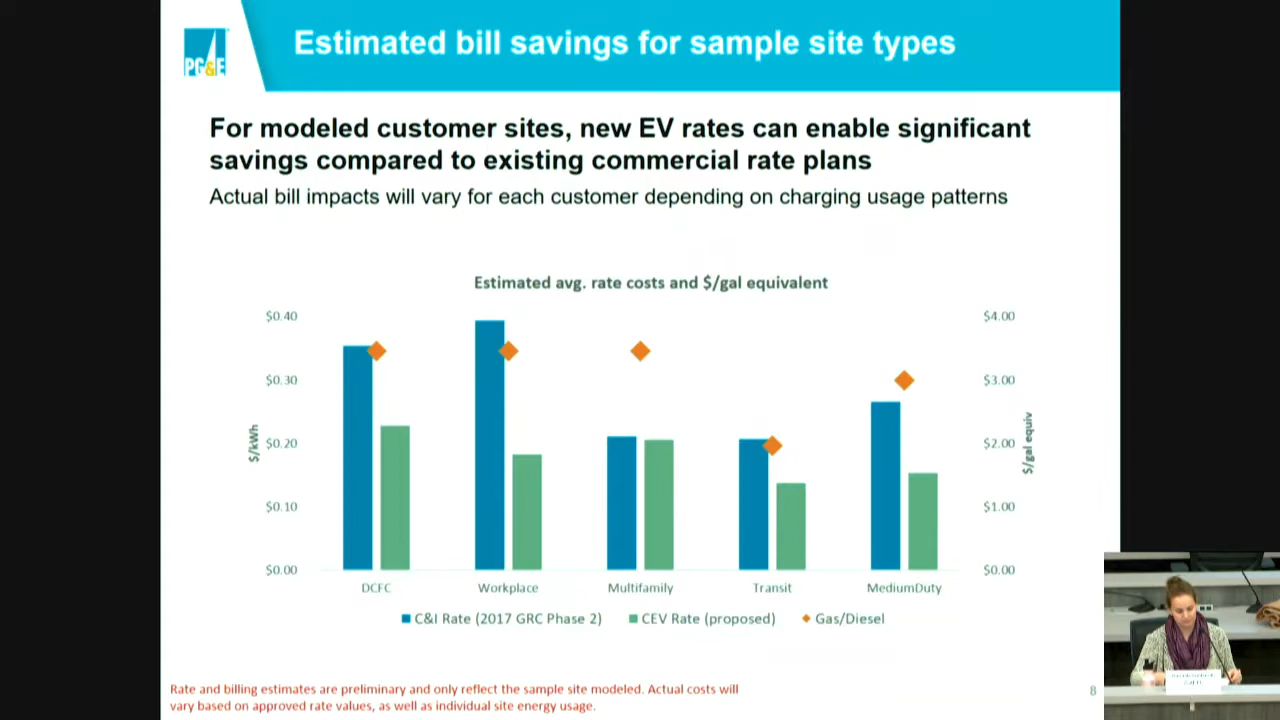 PG&E
Estimated bill savings for sample site types
For modeled customer sites, new EV rates can enable significant
savings compared to existing commercial rate plans
Actual bill impacts will vary for each customer depending on charging usage patterns
Estimated avg. rate costs and $/gal equivalent
$0.40
$0.30
$0.20
$0.10
$0.00
$/kWh
$4.00
$3.00
$2.00
$1.00
$0.00
$/gal equiv
DCFC Workplace Multifamily Transit MediumDuty
C&I Rate (2017 GRC Phase 2) CEV Rate (proposed) Gas/Diesel
Rate and billing estimates are preliminary and only reflect the sample site modeled. Actual costs will
vary based on approved rate values, as well as individual site energy usage.
8